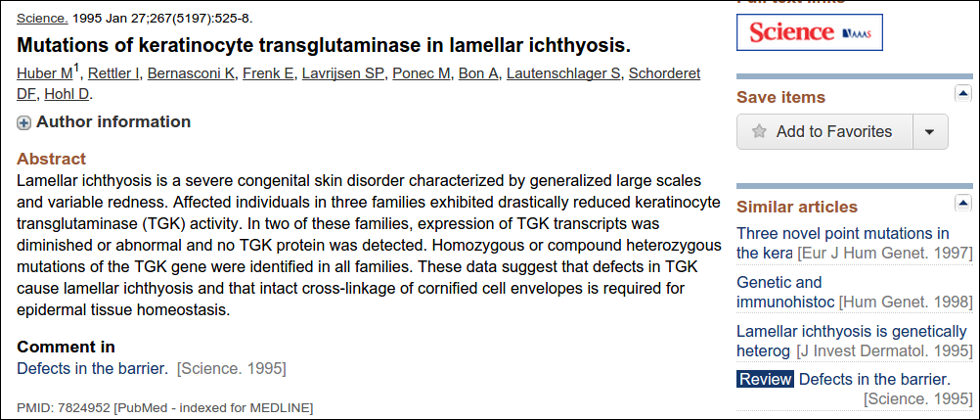 Science. 1995 Jan 27;267(5197):525-8.
Mutations of keratinocyte transglutaminase in lamellar ichthyosis.
Huber M1, Rettler I, Bernasconi K, Frenk E, Lavrijsen SP, Ponec M, Bon A, Lautenschlager S, Schorderet
DF, Hohl D.
Author information
Abstract
Lamellar ichthyosis is a severe congenital skin disorder characterized by generalized large scales
and variable redness. Affected individuals in three families exhibited drastically reduced keratinocyte
transglutaminase (TGK) activity. In two of these families, expression of TGK transcripts was
diminished or abnormal and no TGK protein was detected. Homozygous or compound heterozygous
mutations of the TGK gene were identified in all families. These data suggest that defects in TGK
cause lamellar ichthyosis and that intact cross-linkage of cornified cell envelopes is required for
epidermal tissue homeostasis.
Comment in
Defects in the barrier. [Science. 1995]
PMID: 7824952 [PubMed - indexed for MEDLINE]
Science AAAS
Save items
Add to Favorites
Similar articles
Three novel point mutations in
the kera [Eur J Hum Genet. 1997]
Genetic and
immunohistoc [Hum Genet. 1998]
Lamellar ichthyosis is genetically
heterog [J Invest Dermatol. 1995]
Review Defects in the barrier.
[Science. 1995]